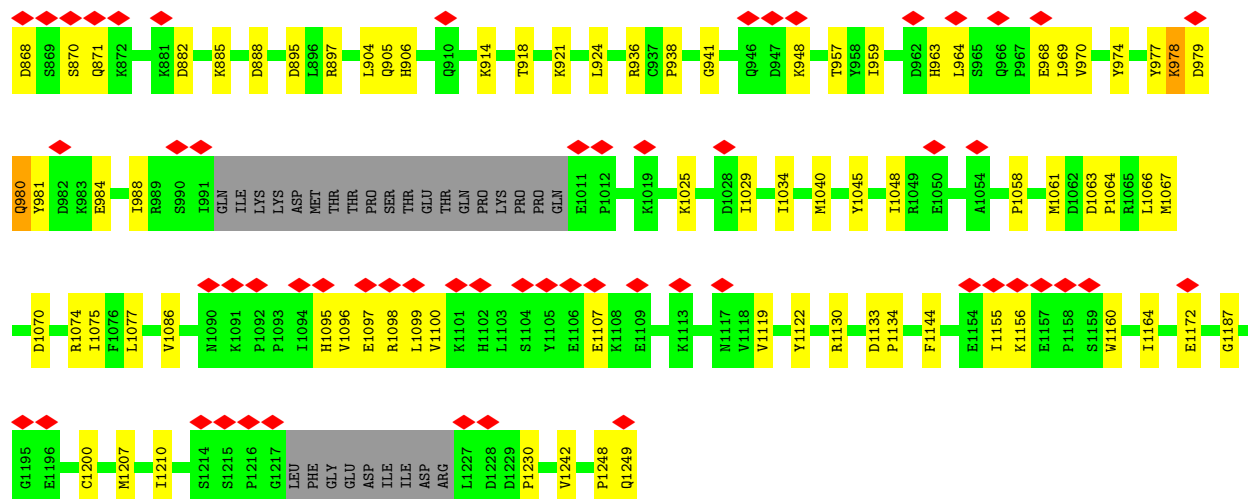 D868 S869 S870 Q871 K872 K881 D882 K885 D888 D895 L896 R897 L904 Q905 H906 Q910 K914 T918 K921 L924 R936 C937 P938 G941 Q946 D947 K948 T957 Y958 I959 D962 H963 L964 S965 Q966 P967 E968 L969 V970 Y974 Y977 K978 D979
Q980 Y981 D982 K983 E984 I988 R989 S990 I991 GLN ILE LYS LYS ASP MET THR THR PRO SER THR GLU THR GLN PRO LYS PRO PRO GLN E1011 P1012 K1019 K1025 D1028 I1029 I1034 M1040 Y1045 I1048 R1049 E1050 A1054 P1058 M1061 D1062 D1063 P1064 R1065 L1066 M1067
D1070 R1074 I1075 F1076 L1077 V1086 N1090 K1091 P1092 P1093 I1094 H1095 V1096 E1097 R1098 L1099 V1100 K1101 H1102 L1103 S1104 Y1105 E1106 E1107 K1108 E1109 K1113 N1117 V1118 V1119 Y1122 R1130 D1133 P1134 F1144 E1154 I1155 K1156 E1157 P1158 S1159 W1160 I1164 E1172 G1187
G1195 E1196 C1200 M1207 I1210 S1214 S1215 P1216 G1217 LEU PHE GLY GLU ASP ILE ILE ASP ARG L1227 D1228 D1229 P1230 V1242 P1248 Q1249